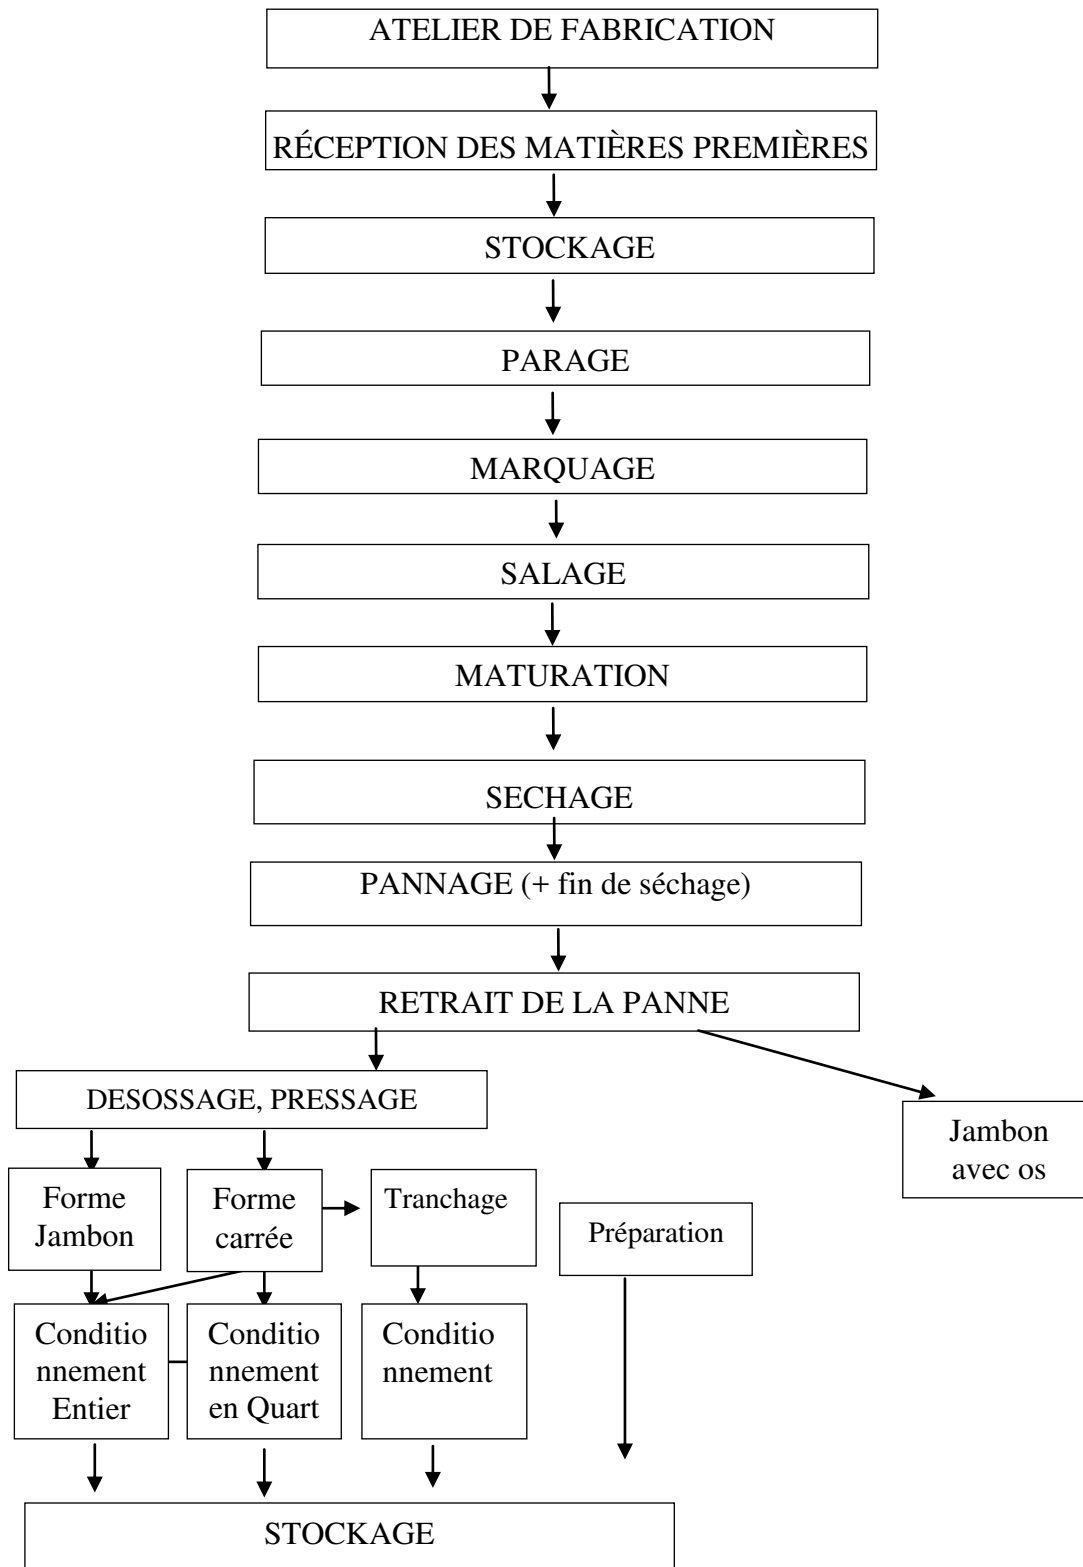 ATELIER DE FABRICATION
RÉCEPTION DES MATIÈRES PREMIÈRES
STOCKAGE
PARAGE
MARQUAGE
SALAGE
MATURATION
SECHAGE
PANNAGE (+ fin de séchage)
RETRAIT DE LA PANNE
DESOSSAGE, PRESSAGE
Jambon
avec os
Forme
Jambon
Forme
carrée
Tranchage
Préparation
Conditio
nnement
Entier
Conditio
nnement
en Quart
Conditio
nnement
STOCKAGE